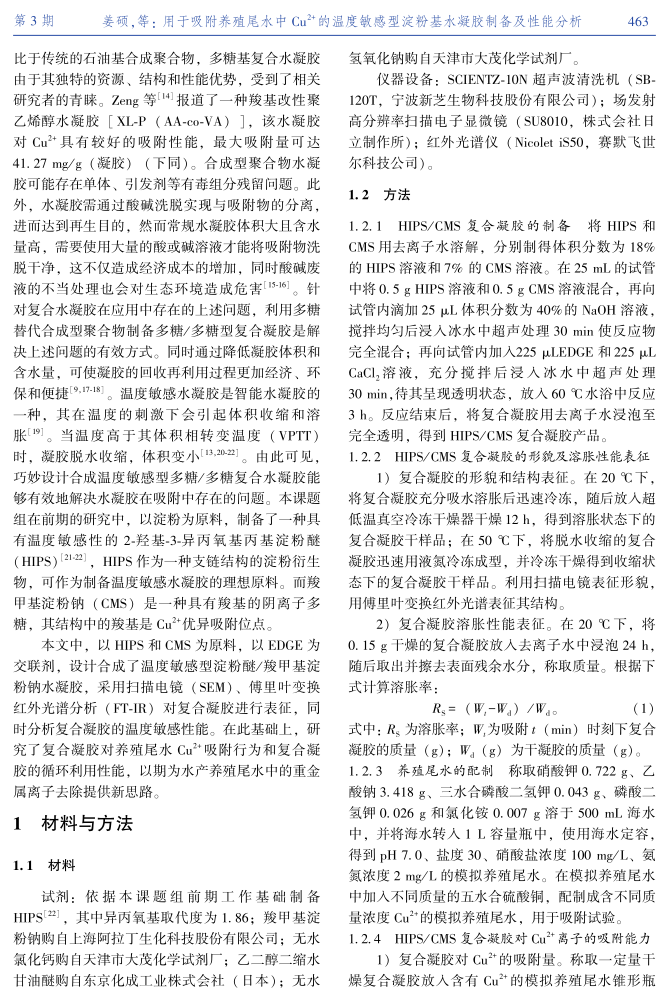 第 3 期 姜硕,等: 用于吸附养殖尾水中 Cu²⁺的温度敏感型淀粉基水凝胶制备及性能分析 463
比于传统的石油基合成聚合物，多糖基复合水凝胶
由于其独特的资源、结构和性能优势，受到了相关
研究者的青睐。Zeng 等[14]报道了一种羧基改性聚
乙烯醇水凝胶 [XL-P (AA-co-VA)]，该水凝胶
对 Cu²⁺具有较好的吸附性能，最大吸附量可达
41.27 mg/g（凝胶）（下同）。合成型聚合物水凝
胶可能存在单体、引发剂等有毒组分残留问题。此
外，水凝胶需通过酸碱洗脱实现与吸附物的分离，
进而达到再生目的，然而常规水凝胶体积大且含水
量高，需要使用大量的酸或碱溶液才能将吸附物洗
脱干净，这不仅造成经济成本的增加，同时酸碱废
液的不当处理也会对生态环境造成危害[15-16]。针
对复合水凝胶在应用中存在的上述问题，利用多糖
替代合成型聚合物制备多糖/多糖型复合凝胶是解
决上述问题的有效方式。同时通过降低凝胶体积和
含水量，可使凝胶的回收再利用过程更加经济、环
保和便捷[9,17-18]。温度敏感水凝胶是智能水凝胶的
一种，其在温度的刺激下会引起体积收缩和溶
胀[19]。当温度高于其体积相转变温度（VPTT）
时，凝胶脱水收缩，体积变小[13,20-22]。由此可见，
巧妙设计合成温度敏感型多糖/多糖复合水凝胶能
够有效地解决水凝胶在吸附中存在的问题。本课题
组在前期的研究中，以淀粉为原料，制备了一种具
有温度敏感性的 2-羟基-3-异丙氧基丙基淀粉醚
（HIPS）[21-22]，HIPS 作为一种支链结构的淀粉衍生
物，可作为制备温度敏感水凝胶的理想原料。而羧
甲基淀粉钠（CMS）是一种具有羧基的阴离子多
糖，其结构中的羧基是 Cu²⁺优异吸附位点。
本文中，以 HIPS 和 CMS 为原料，以 EDGE 为
交联剂，设计合成了温度敏感型淀粉醚/羧甲基淀
粉钠水凝胶，采用扫描电镜（SEM）、傅里叶变换
红外光谱分析（FT-IR）对复合凝胶进行表征，同
时分析复合凝胶的温度敏感性能。在此基础上，研
究了复合凝胶对养殖尾水 Cu²⁺吸附行为和复合凝
胶的循环利用性能，以期为水产养殖尾水中的重金
属离子去除提供新思路。
1 材料与方法
1.1 材料
试剂：依据本课题组前期工作基础制备
HIPS[22]，其中异丙氧基取代度为 1.86；羧甲基淀
粉钠购自上海阿拉丁生化科技股份有限公司；无水
氯化钙购自天津市大茂化学试剂厂；乙二醇二缩水
甘油醚购自东京化成工业株式会社（日本）；无水
氢氧化钠购自天津市大茂化学试剂厂。
仪器设备：SCIENTZ-10N 超声波清洗机（SB-
120T，宁波新芝生物科技股份有限公司）；场发射
高分辨率扫描电子显微镜（SU8010，株式会社日
立制作所）；红外光谱仪（Nicolet iS50，赛默飞世
尔科技公司）。
1.2 方法
1.2.1 HIPS/CMS 复合凝胶的制备 将 HIPS 和
CMS 用去离子水溶解，分别制得体积分数为 18%
的 HIPS 溶液和 7% 的 CMS 溶液。在 25 mL 的试管
中将 0.5 g HIPS 溶液和 0.5 g CMS 溶液混合，再向
试管内滴加 25 μL 体积分数为 40%的 NaOH 溶液，
搅拌均匀后浸入冰水中超声处理 30 min 使反应物
完全混合；再向试管内加入225 μLEDGE 和 225 μL
CaCl₂溶液，充分搅拌后浸入冰水中超声处理
30 min,待其呈现透明状态，放入 60 ℃水浴中反应
3 h。反应结束后，将复合凝胶用去离子水浸泡至
完全透明，得到 HIPS/CMS 复合凝胶产品。
1.2.2 HIPS/CMS 复合凝胶的形貌及溶胀性能表征
1）复合凝胶的形貌和结构表征。在 20 ℃下，
将复合凝胶充分吸水溶胀后迅速冷冻，随后放入超
低温真空冷冻干燥器干燥 12 h，得到溶胀状态下的
复合凝胶干样品；在 50 ℃下，将脱水收缩的复合
凝胶迅速用液氮冷冻成型，并冷冻干燥得到收缩状
态下的复合凝胶干样品。利用扫描电镜表征形貌，
用傅里叶变换红外光谱表征其结构。
2）复合凝胶溶胀性能表征。在 20 ℃下，将
0.15 g 干燥的复合凝胶放入去离子水中浸泡 24 h，
随后取出并擦去表面残余水分，称取质量。根据下
式计算溶胀率：
R_S = (W_t-W_d) /W_d。 (1)
式中: R_S 为溶胀率；W_t为吸附 t（min）时刻下复合
凝胶的质量（g）；W_d（g）为干凝胶的质量（g）。
1.2.3 养殖尾水的配制 称取硝酸钾 0.722 g、乙
酸钠 3.418 g、三水合磷酸二氢钾 0.043 g、磷酸二
氢钾 0.026 g 和氯化铵 0.007 g 溶于 500 mL 海水
中，并将海水转入 1 L 容量瓶中，使用海水定容，
得到 pH 7.0、盐度 30、硝酸盐浓度 100 mg/L、氨
氮浓度 2 mg/L 的模拟养殖尾水。在模拟养殖尾水
中加入不同质量的五水合硫酸铜，配制成含不同质
量浓度 Cu²⁺的模拟养殖尾水，用于吸附试验。
1.2.4 HIPS/CMS 复合凝胶对 Cu²⁺离子的吸附能力
1）复合凝胶对 Cu²⁺的吸附量。称取一定量干
燥复合凝胶放入含有 Cu²⁺的模拟养殖尾水锥形瓶